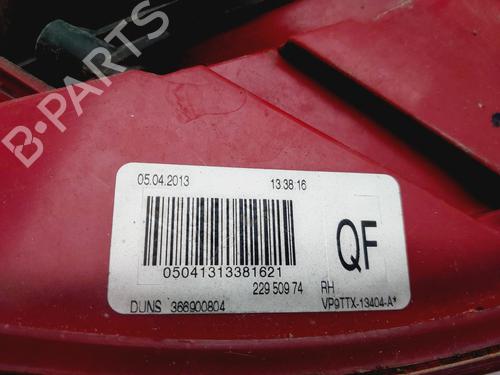 B-PARTS
05.04.2013 13:38:16
QF
05041313381621
229 509 74 RH
DUNS 366900804 VP9TTX-13404-A*